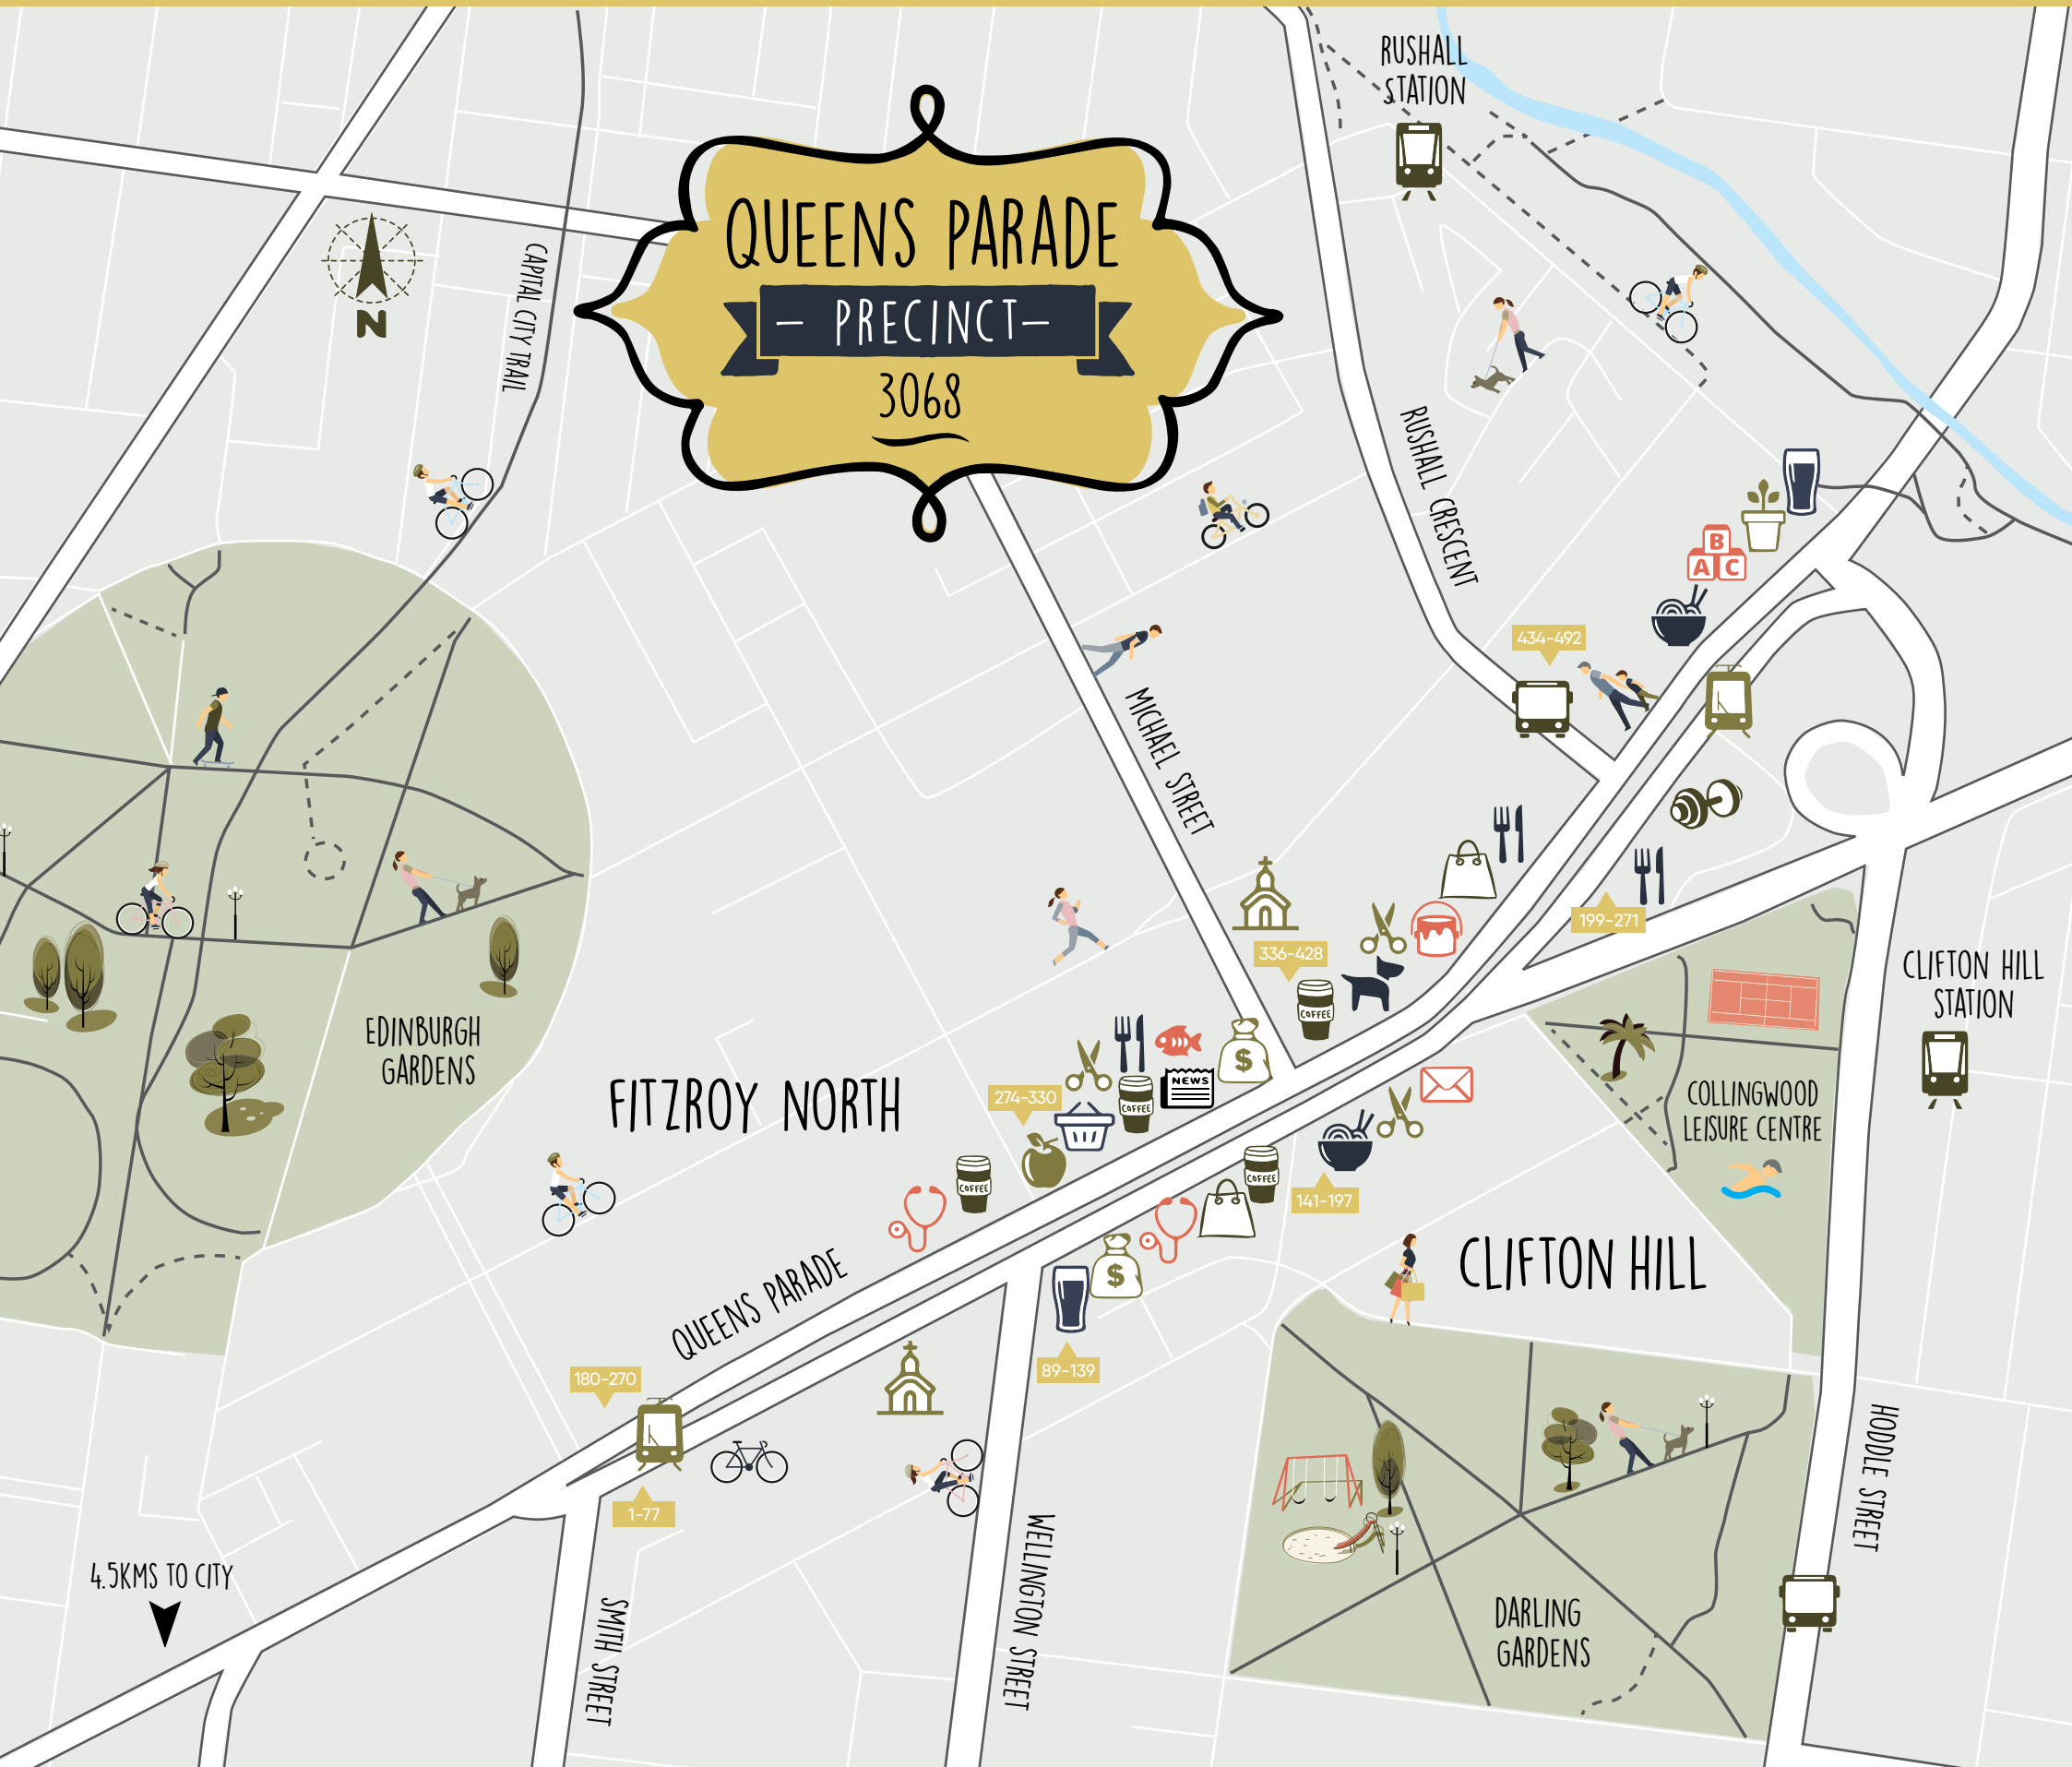 RUSHALL
STATION
QUEENS PARADE
– PRECINCT–
3068
N
CAPITAL CITY TRAIL
RUSHALL CRESCENT
B
A C
434-492
MICHAEL STREET
199-271
336-428
COFFEE
CLIFTON HILL
STATION
EDINBURGH
GARDENS
FITZROY NORTH
274-330
$
NEWS
COFFEE
COLLINGWOOD
LEISURE CENTRE
COFFEE
COFFEE
141-197
CLIFTON HILL
$
QUEENS PARADE
89-139
180-270
1-77
HODDLE STREET
WELLINGTON STREET
4.5KMS TO CITY
SMITH STREET
DARLING
GARDENS